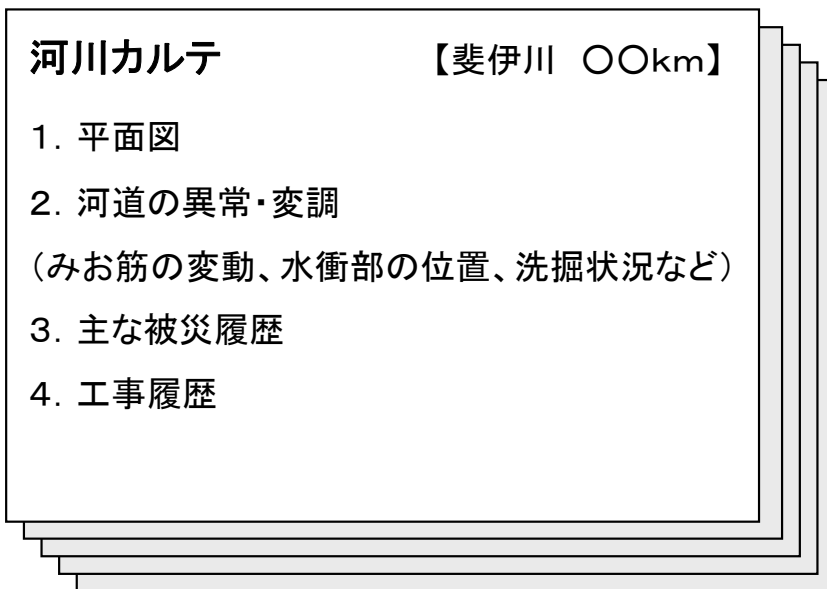 河川カルテ 【斐伊川 〇〇km】
1. 平面図
2. 河道の異常・変調
（みお筋の変動、水衝部の位置、洗掘状況など）
3. 主な被災履歴
4. 工事履歴